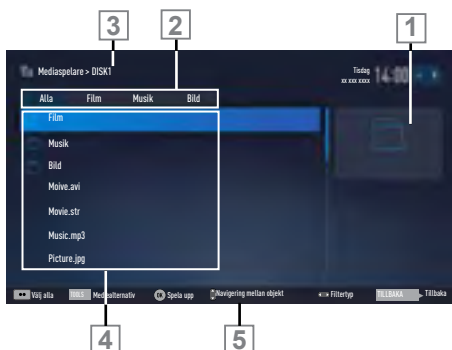 3 2 1
Mediaspelare > DISK1
Tisdag
xx xxx xxxx
14:00
Alla Film Musik Bild
Film
Musik
Bild
Moive.avi
Movie.str
Music.mp3
Picture.jpg
Välj alla TOOLS Mediealternativ OK Spela upp Navigering mellan objekt Filtertyp TILLBAKA Tillbaka
4 5